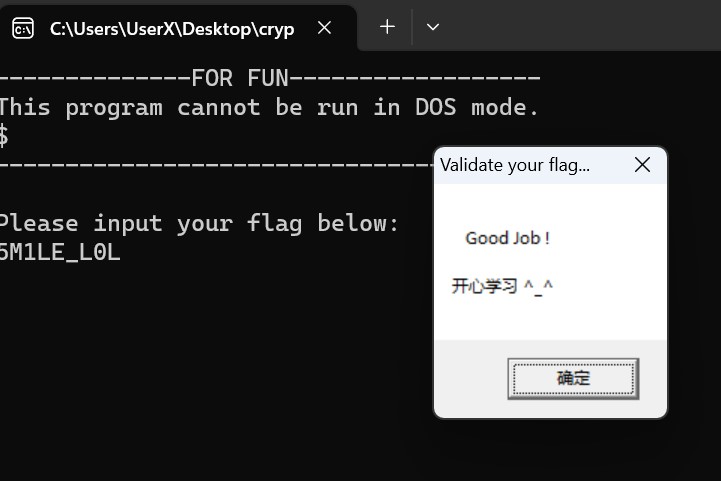 C:\Users\UserX\Desktop\cryp
--------------FOR FUN------------------
This program cannot be run in DOS mode.
$
-------------------------------
Please input your flag below:
5M1LE_L0L
Validate your flag...
Good Job !
开心学习 ^_^
确定